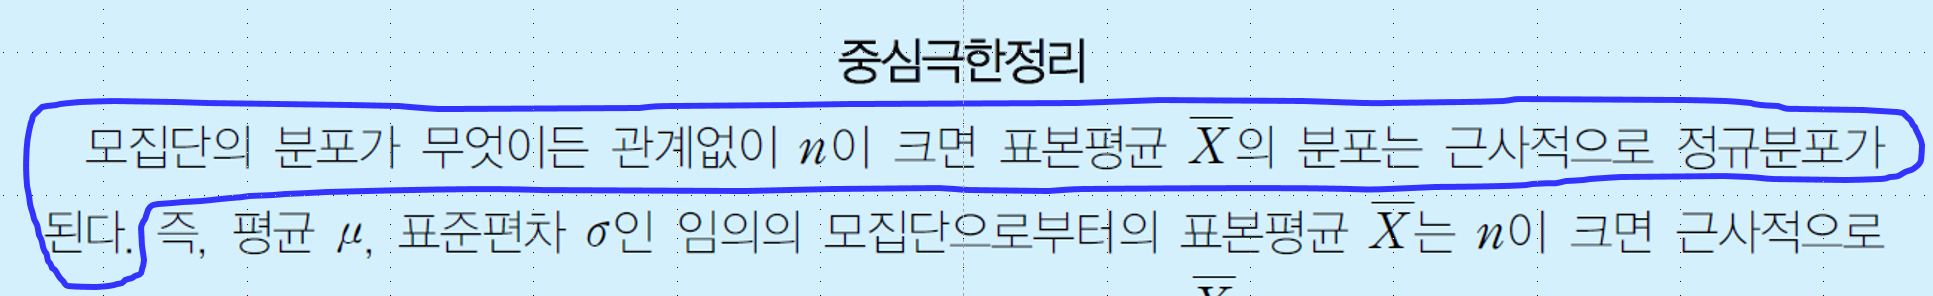 중심극한정리
모집단의 분포가 무엇이든 관계없이 n이 크면 표본평균 X̅의 분포는 근사적으로 정규분포가
된다. 즉, 평균 μ, 표준편차 σ인 임의의 모집단으로부터의 표본평균 X̅는 n이 크면 근사적으로